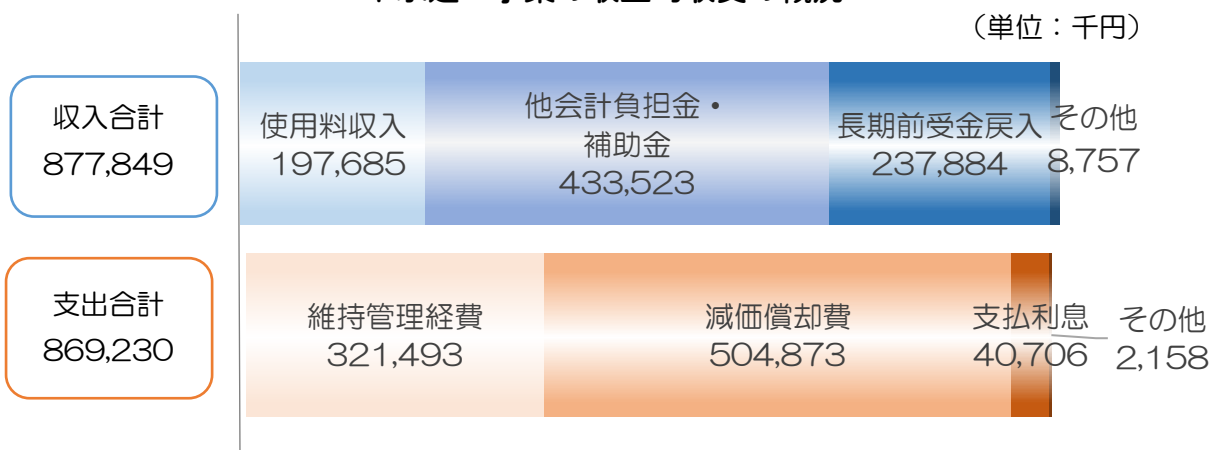 （単位：千円）
収入合計
877,849
使用料収入
197,685
他会計負担金・
補助金
433,523
長期前受金戻入
237,884
その他
8,757
支出合計
869,230
維持管理経費
321,493
減価償却費
504,873
支払利息
40,706
その他
2,158